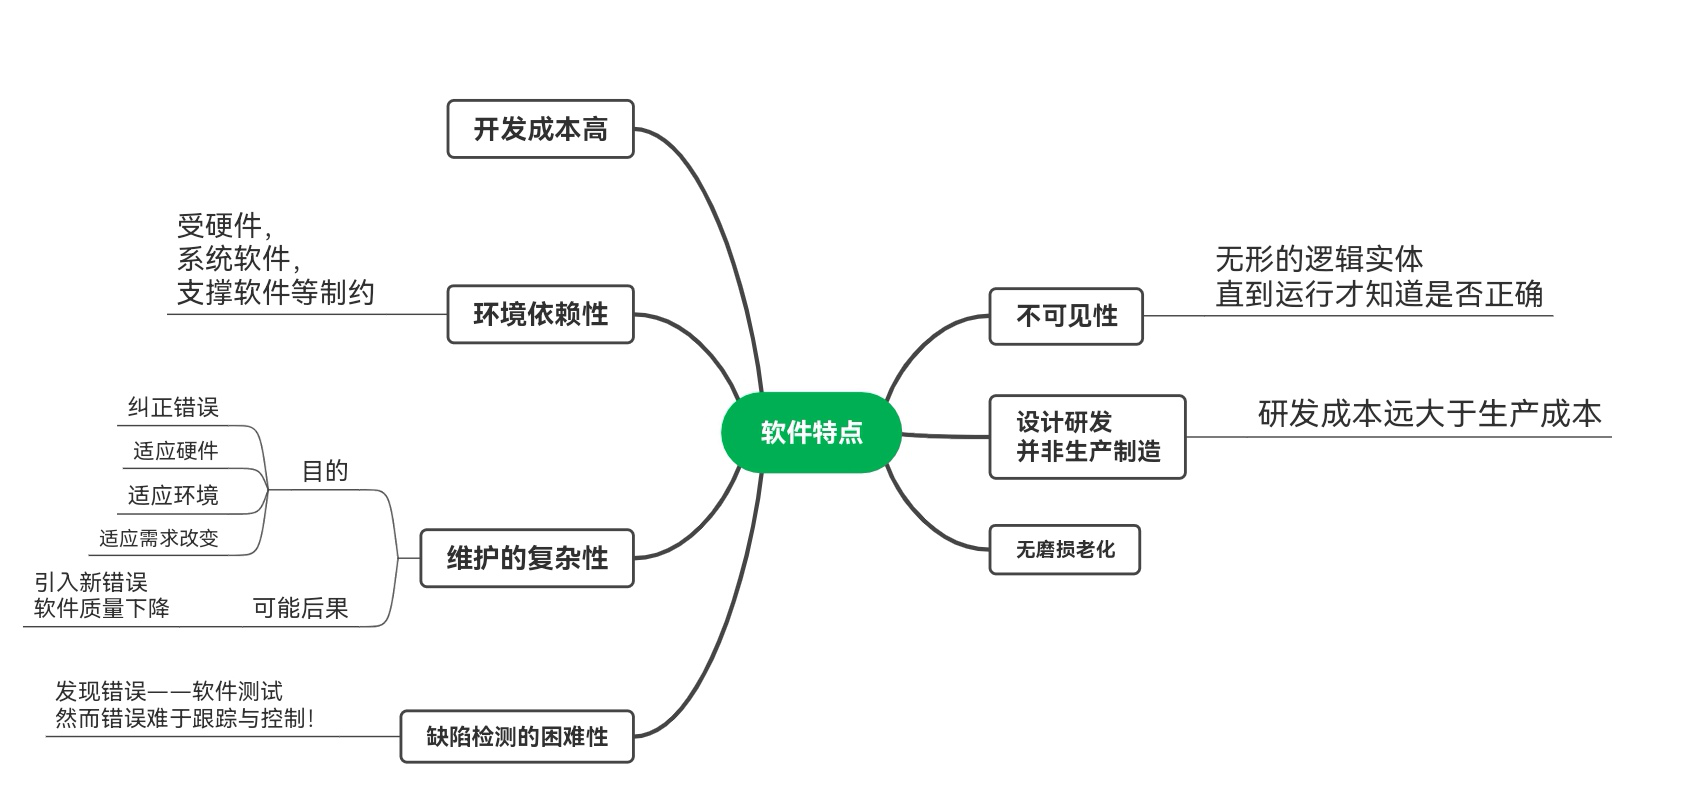 软件特点
不可见性
无形的逻辑实体
直到运行才知道是否正确
设计研发
并非生产制造
研发成本远大于生产成本
无磨损老化
开发成本高
环境依赖性
受硬件，
系统软件，
支撑软件等制约
维护的复杂性
目的
纠正错误
适应硬件
适应环境
适应需求改变
可能后果
引入新错误
软件质量下降
缺陷检测的困难性
发现错误——软件测试
然而错误难于跟踪与控制！